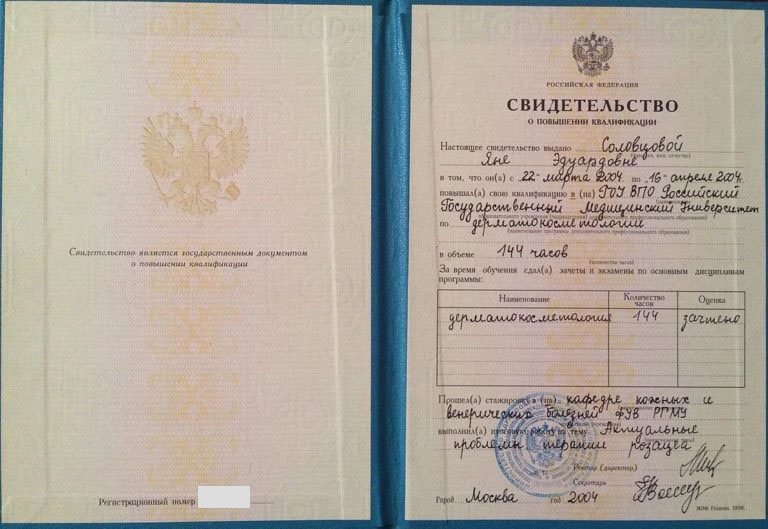 Свидетельство является государственным документом
о повышении квалификации
Регистрационный номер
РОССИЙСКАЯ ФЕДЕРАЦИЯ
СВИДЕТЕЛЬСТВО
О ПОВЫШЕНИИ КВАЛИФИКАЦИИ
Настоящее свидетельство выдано Соловцовой
(фамилия, имя, отчество)
Яне Эдуардовне
в том, что он(а) с „22" марта 2004 по „16" апреля 2004г.
повышал(а) свою квалификацию в (на) ГОУ ВПО Российский
Государственный Медицинский Университет
по дерматокосметологии
(наименование программы дополнительного профессионального образования)
в объеме 144 часов
(количество часов)
За время обучения сдал(а) зачеты и экзамены по основным дисциплинам
программы:
Наименование Количество часов Оценка
дерматокосметология 144 зачтено
Прошел(а) стажировку в (на) кафедре кожных и
венерических болезней ФУВ РГМУ
выполнил(а) итоговую работу на тему Актуальные
проблемы терапии розацеа
Ректор (директор)
Секретарь
Город Москва год 2004